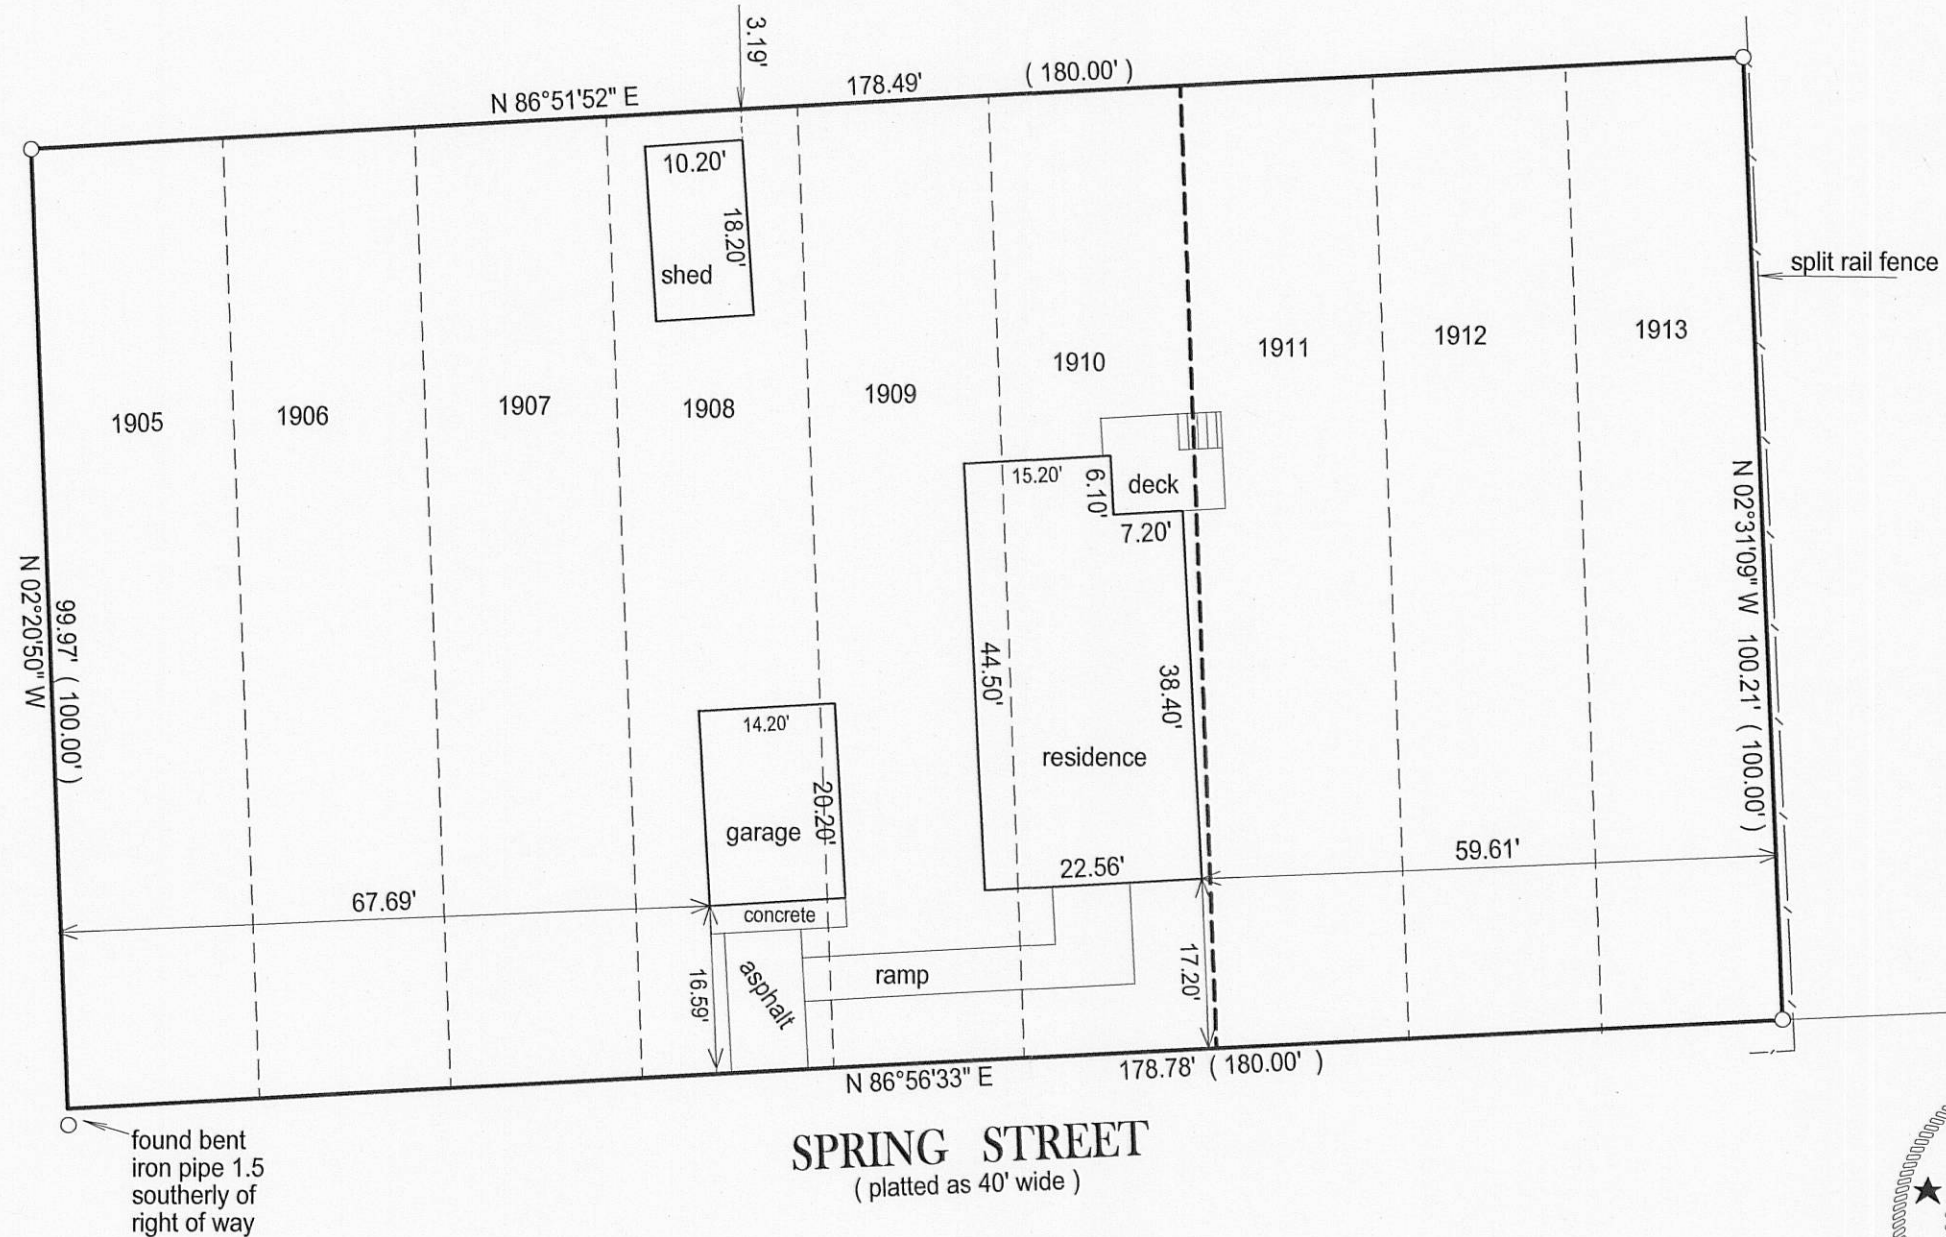 3.19'
N 86°51'52" E
178.49' ( 180.00' )
10.20'
18.20'
shed
split rail fence
1905
1906
1907
1908
1909
1910
1911
1912
1913
15.20'
6.10'
deck
7.20'
N 02°20'50" W
99.97' ( 100.00' )
N 02°31'09" W 100.21' ( 100.00' )
44.50'
38.40'
residence
22.56'
14.20'
20.20'
garage
67.69'
59.61'
concrete
asphalt
ramp
16.59'
17.20'
N 86°56'33" E
178.78' ( 180.00' )
found bent
iron pipe 1.5
southerly of
right of way
SPRING STREET
( platted as 40' wide )